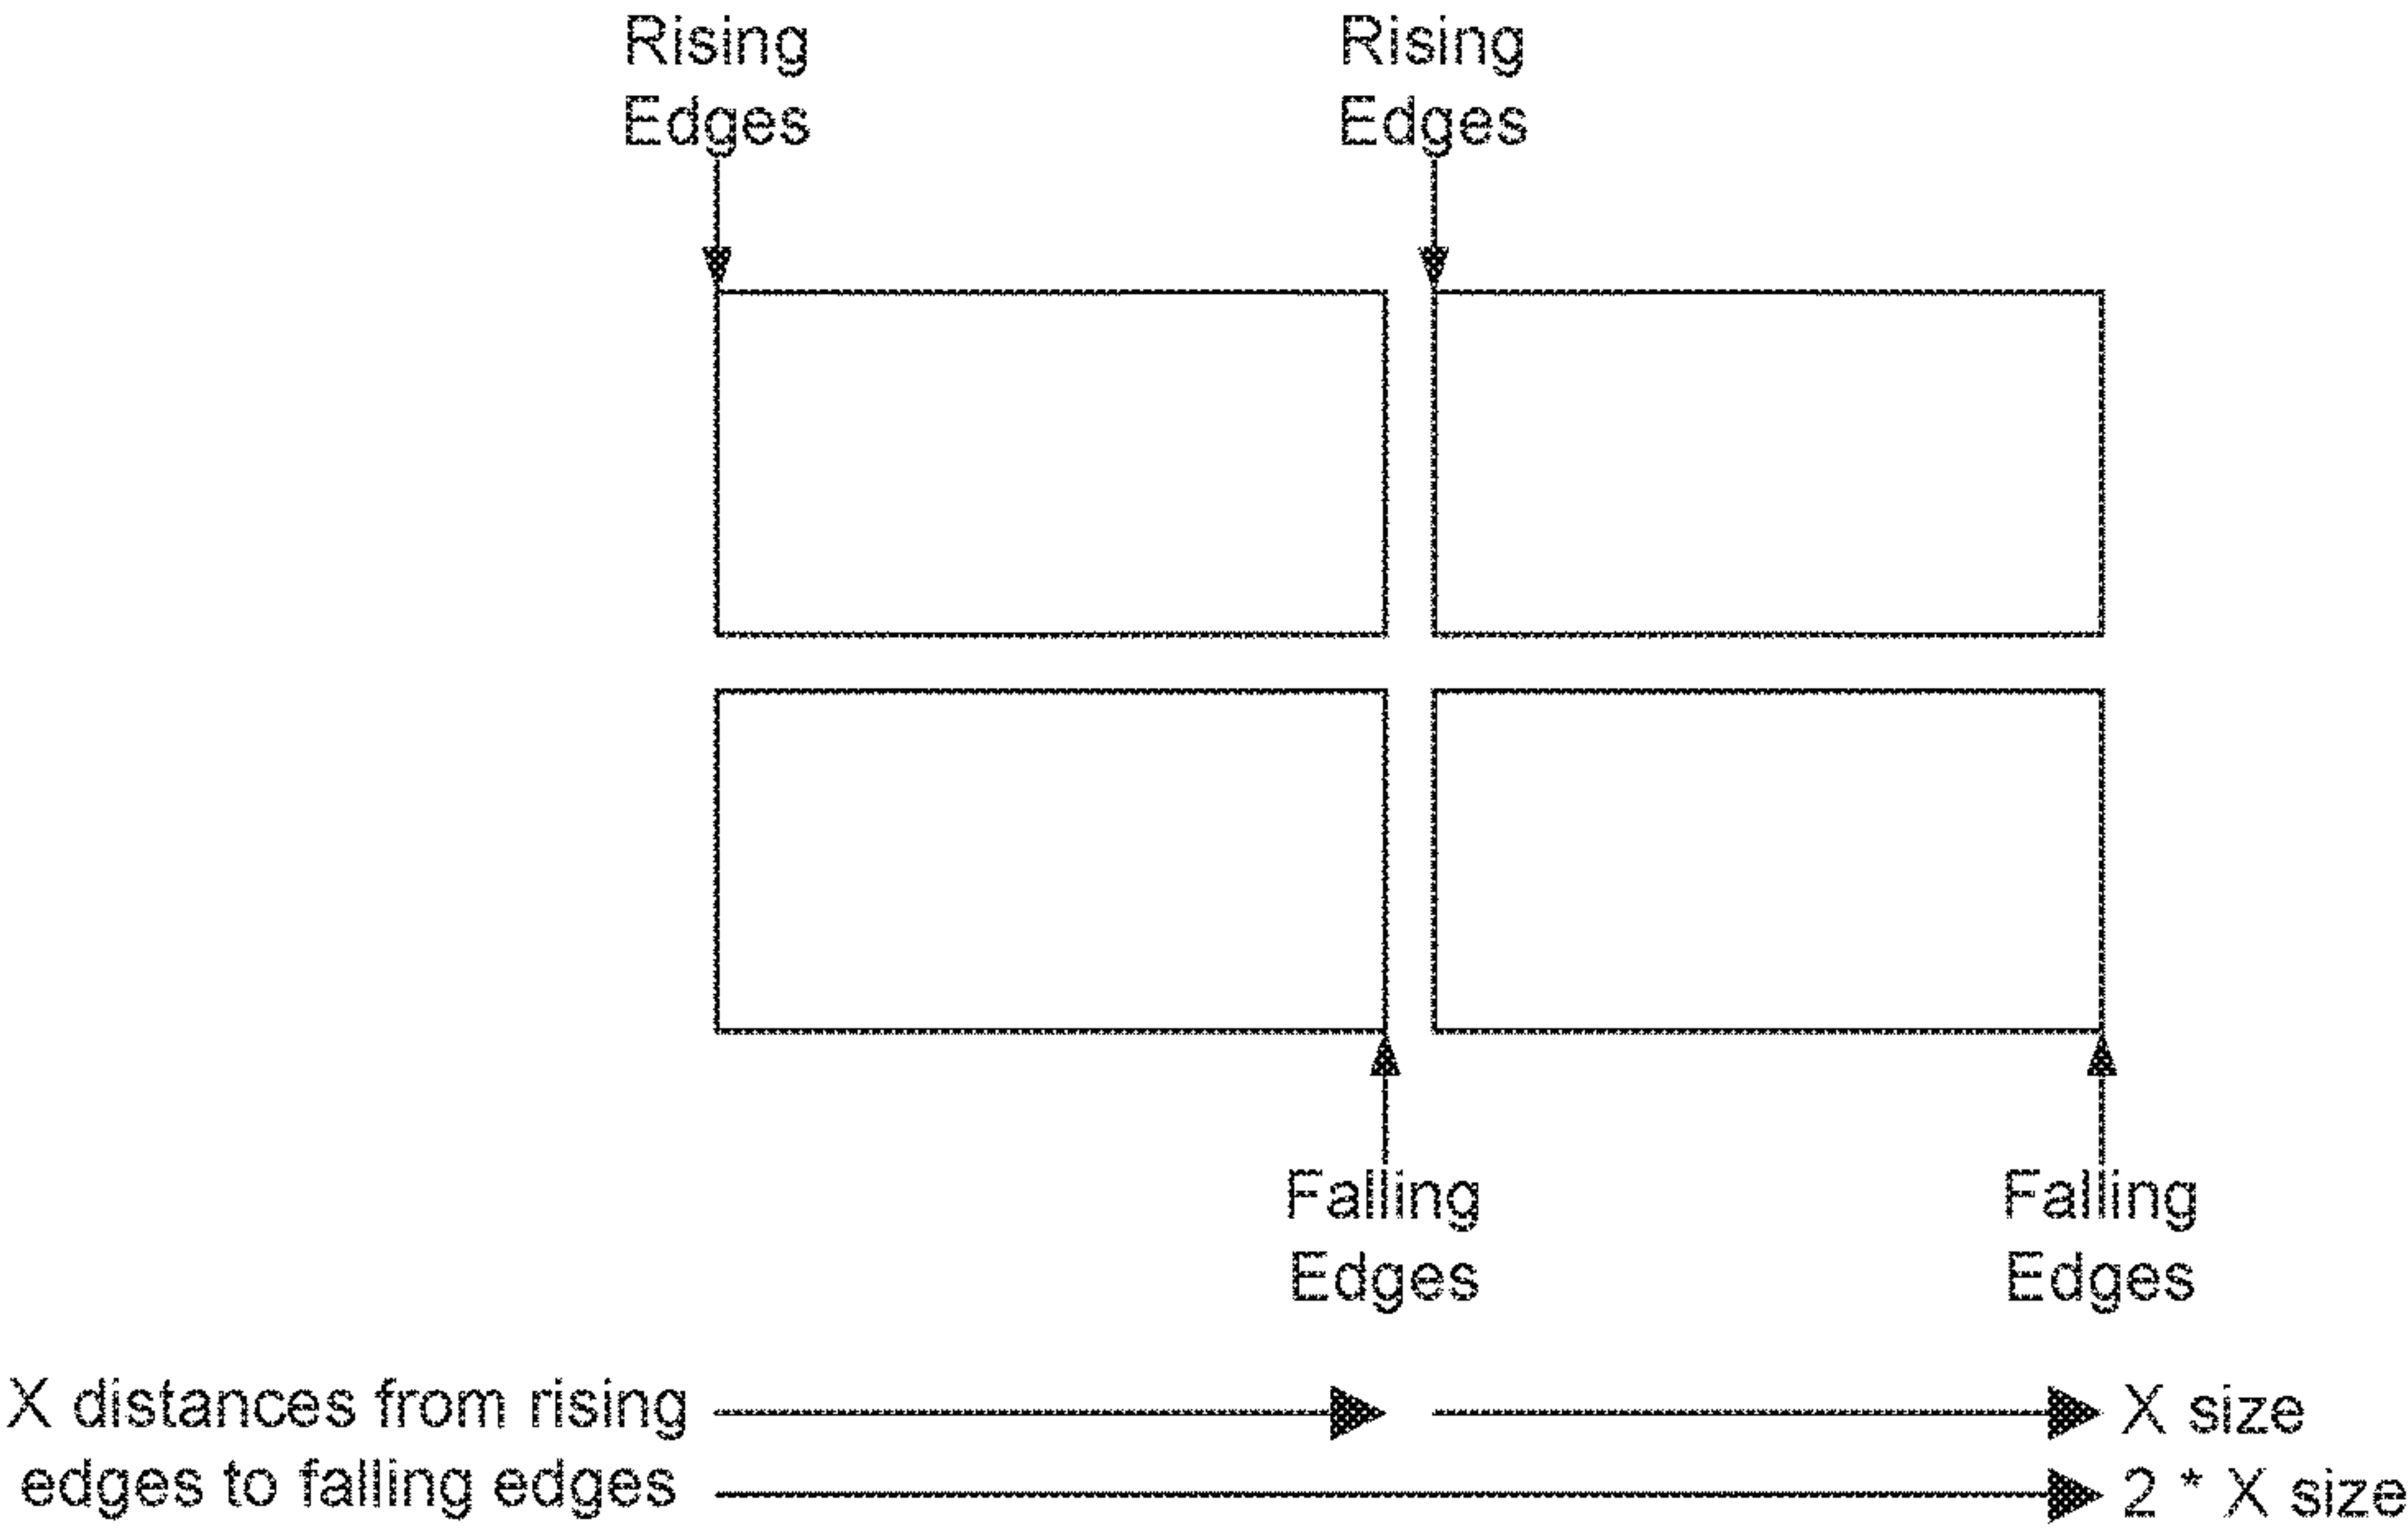 Rising Rising
Edges Edges
Falling Falling
Edges Edges
X distances from rising X size
edges to falling edges 2 * X size